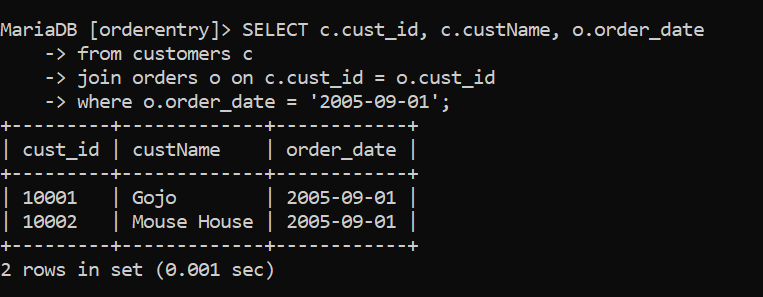 MariaDB [orderentry]> SELECT c.cust_id, c.custName, o.order_date
    -> from customers c
    -> join orders o on c.cust_id = o.cust_id
    -> where o.order_date = '2005-09-01';
+---------+-------------+------------+
| cust_id | custName    | order_date |
+---------+-------------+------------+
| 10001   | Gojo        | 2005-09-01 |
| 10002   | Mouse House | 2005-09-01 |
+---------+-------------+------------+
2 rows in set (0.001 sec)